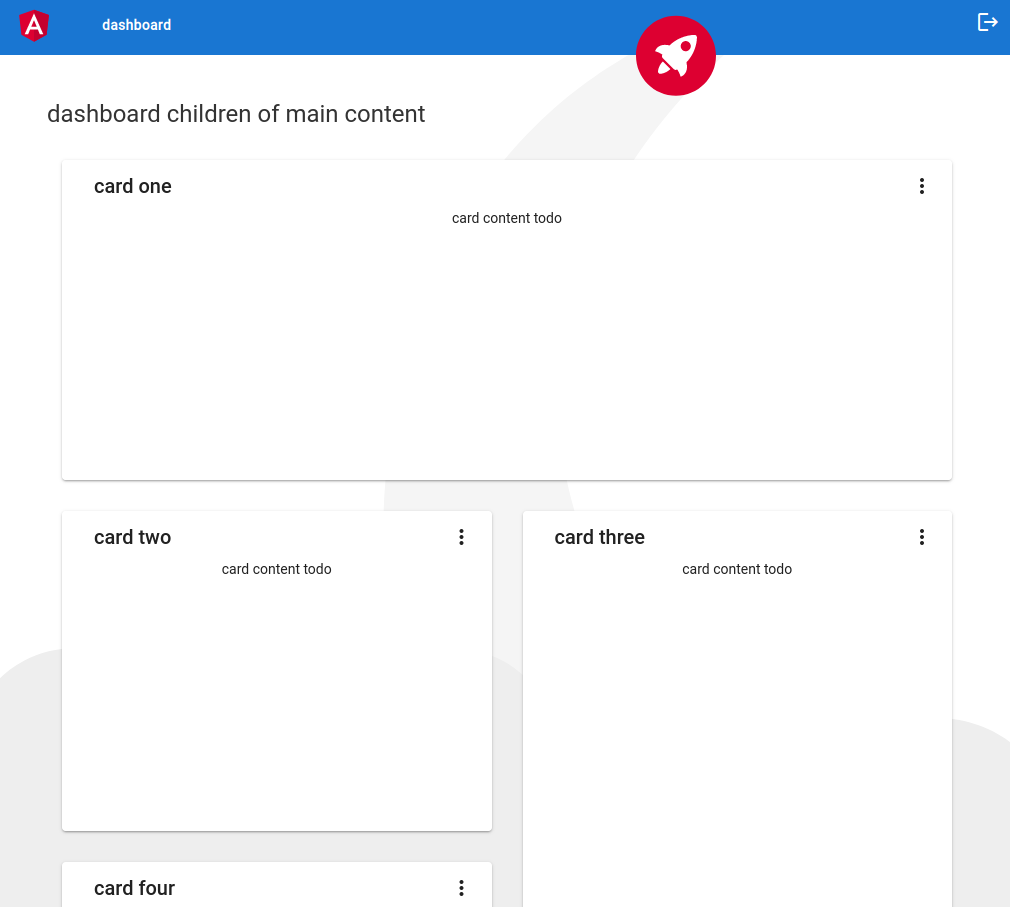 dashboard
dashboard children of main content
card one
card content todo
card two
card content todo
card three
card content todo
card four